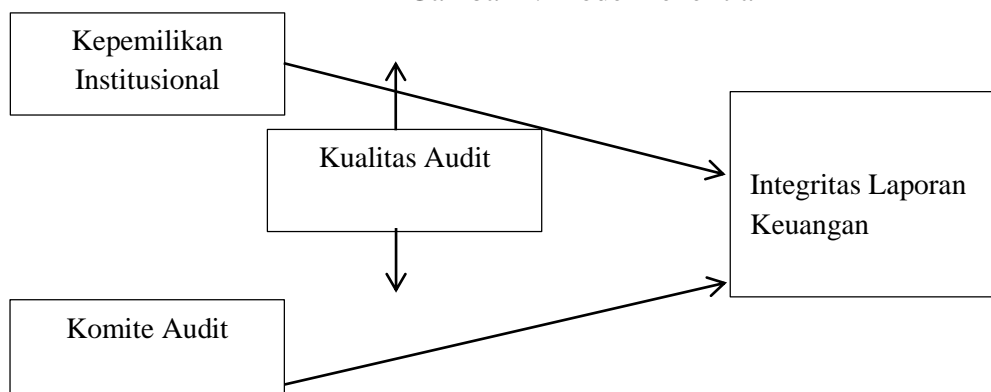 Kepemilikan
Institusional
Kualitas Audit
Integritas Laporan
Keuangan
Komite Audit